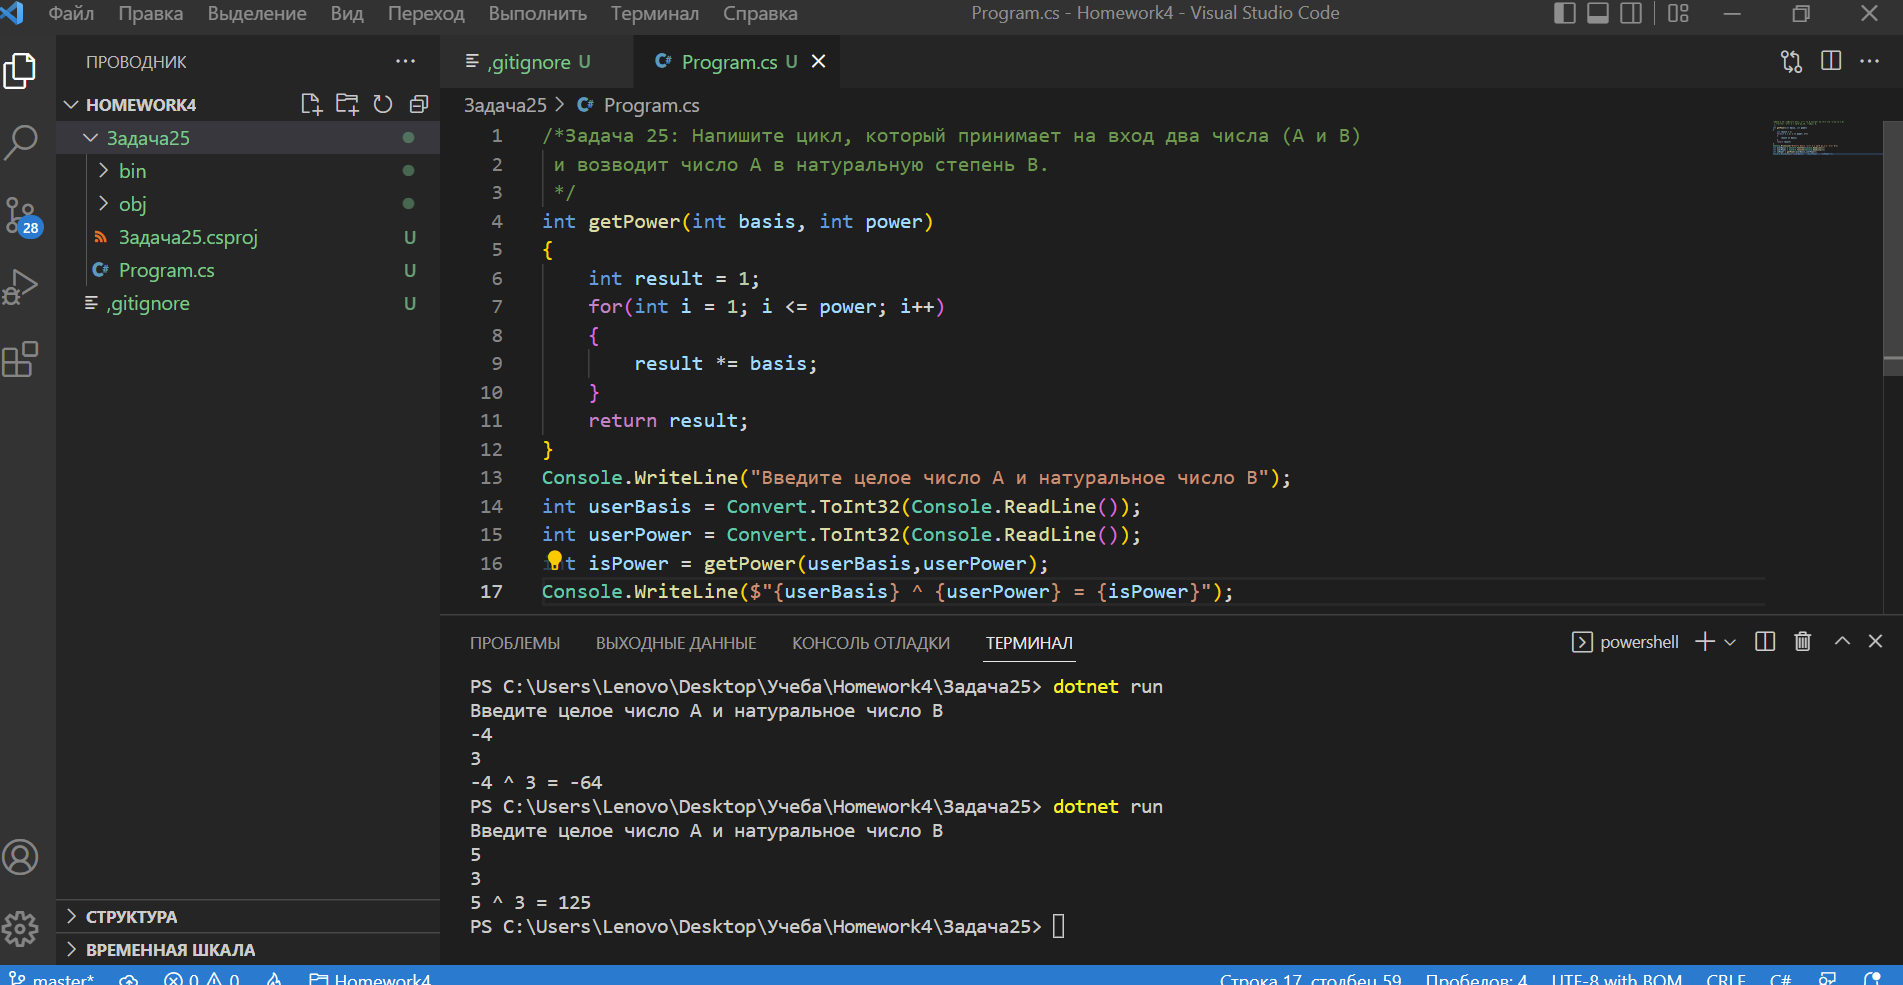 Файл Правка Выделение Вид Переход Выполнить Терминал Справка Program.cs - Homework4 - Visual Studio Code
ПРОВОДНИК
HOMEWORK4
Задача25
bin
obj
Задача25.csproj U
Program.cs U
,gitignore U
28
СТРУКТУРА
ВРЕМЕННАЯ ШКАЛА
,gitignore U C# Program.cs U
Задача25 > C# Program.cs
1 /*Задача 25: Напишите цикл, который принимает на вход два числа (A и B)
2 и возводит число A в натуральную степень B.
3 */
4 int getPower(int basis, int power)
5 {
6 int result = 1;
7 for(int i = 1; i <= power; i++)
8 {
9 result *= basis;
10 }
11 return result;
12 }
13 Console.WriteLine("Введите целое число A и натуральное число B");
14 int userBasis = Convert.ToInt32(Console.ReadLine());
15 int userPower = Convert.ToInt32(Console.ReadLine());
16 int isPower = getPower(userBasis,userPower);
17 Console.WriteLine($"{userBasis} ^ {userPower} = {isPower}");
ПРОБЛЕМЫ ВЫХОДНЫЕ ДАННЫЕ КОНСОЛЬ ОТЛАДКИ ТЕРМИНАЛ powershell
PS C:\Users\Lenovo\Desktop\Учеба\Homework4\Задача25> dotnet run
Введите целое число A и натуральное число B
-4
3
-4 ^ 3 = -64
PS C:\Users\Lenovo\Desktop\Учеба\Homework4\Задача25> dotnet run
Введите целое число A и натуральное число B
5
3
5 ^ 3 = 125
PS C:\Users\Lenovo\Desktop\Учеба\Homework4\Задача25>
master* 0 0 Homework4 Строка 17, столбец 59 Пробелов: 4 UTF-8 with BOM CRLF C#